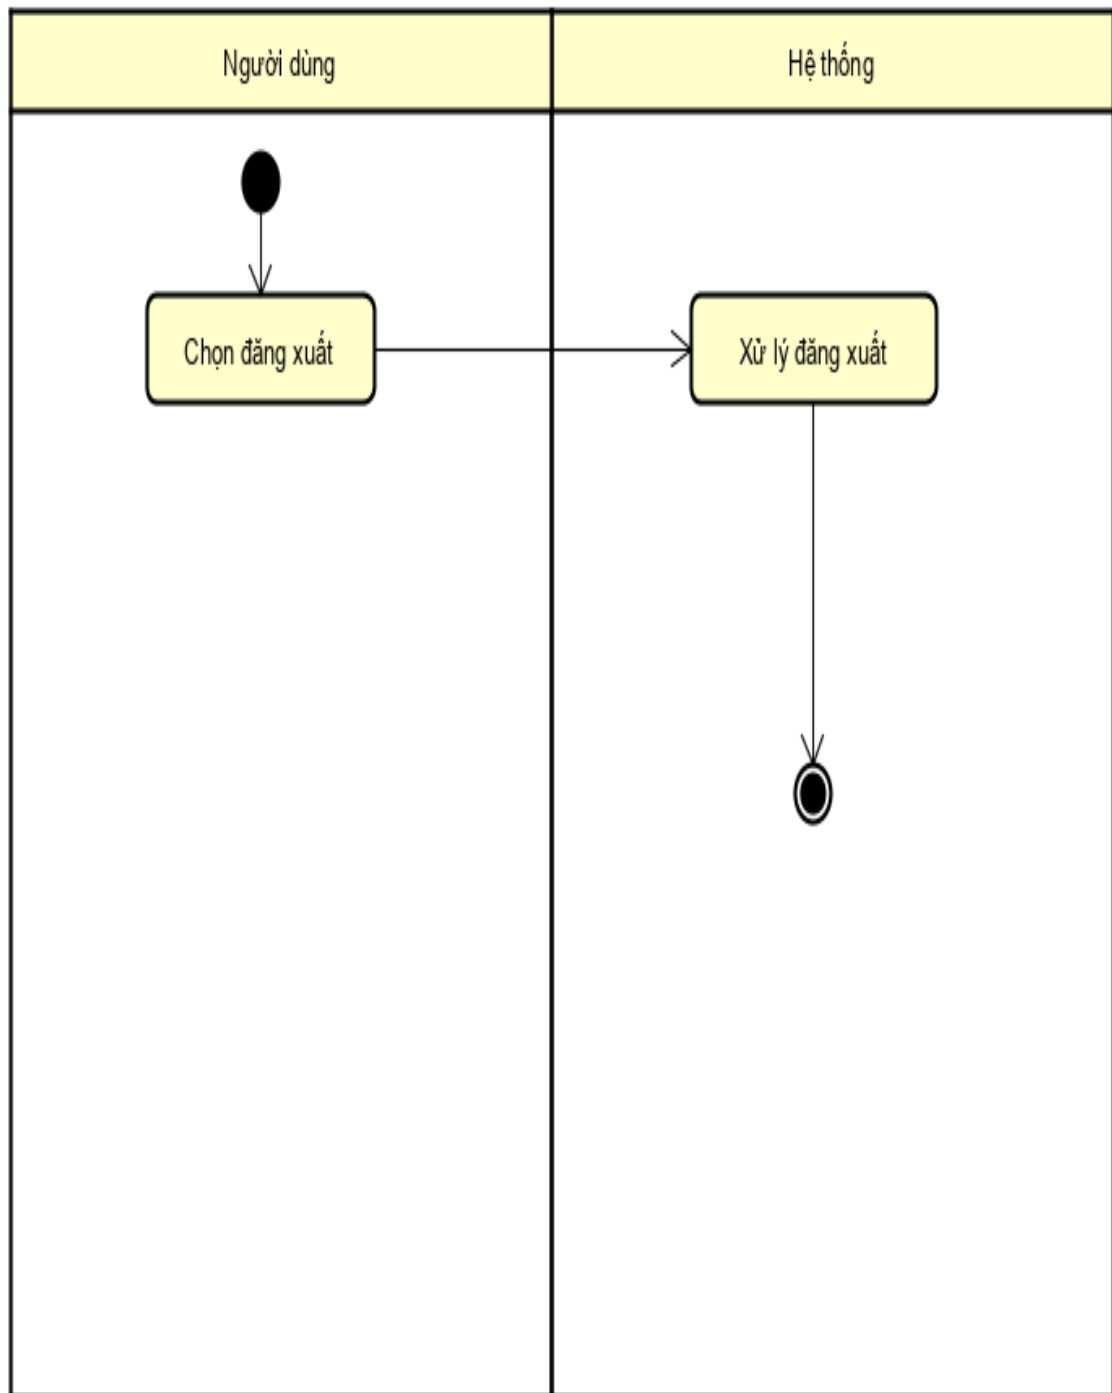 Người dùng
Hệ thống
Chọn đăng xuất
Xử lý đăng xuất